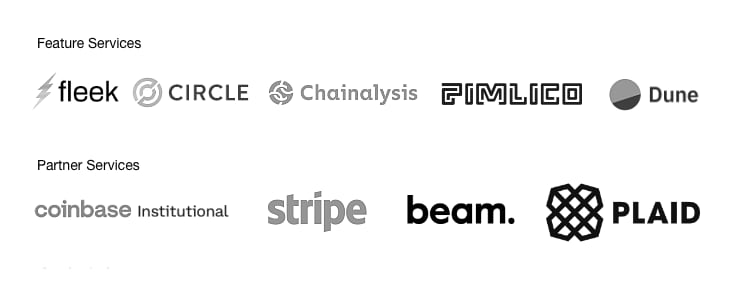 Feature Services
fleek CIRCLE Chainalysis PIMLICO Dune
Partner Services
coinbase Institutional stripe beam. PLAID